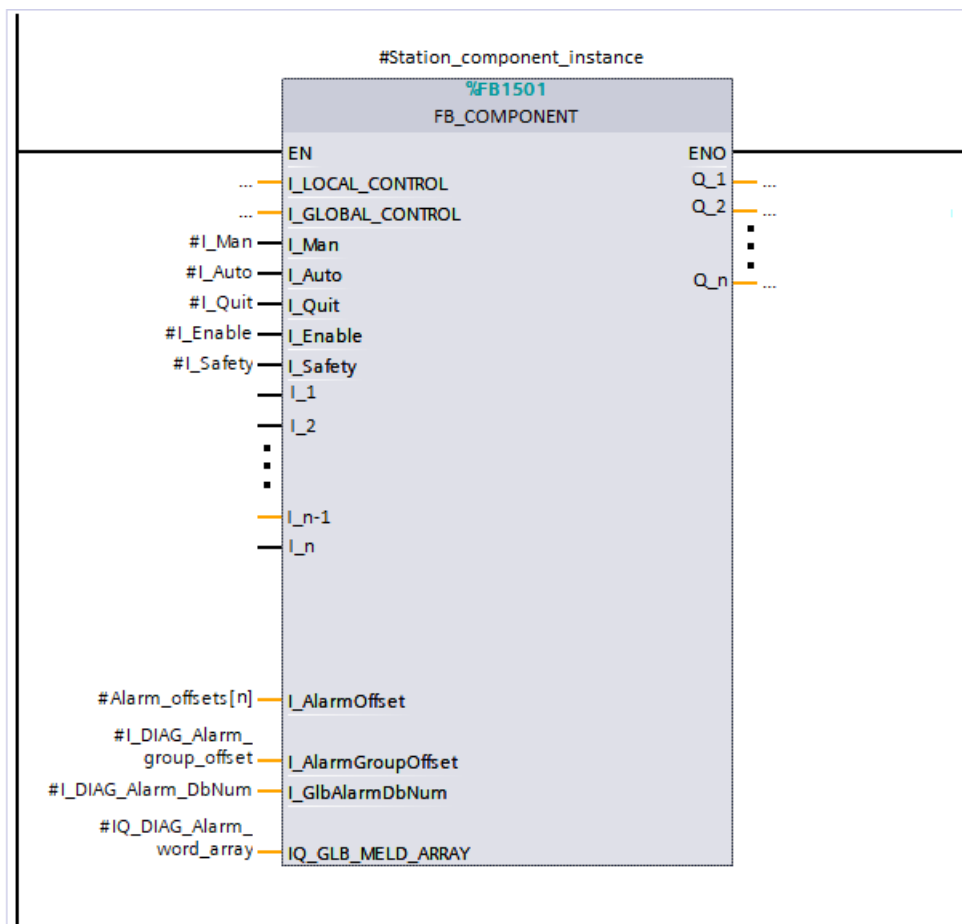 #Station_component_instance
%FB1501
FB_COMPONENT
EN
ENO
... I_LOCAL_CONTROL
Q_1 ...
... I_GLOBAL_CONTROL
Q_2 ...
#I_Man I_Man
#I_Auto I_Auto
Q_n ...
#I_Quit I_Quit
#I_Enable I_Enable
#I_Safety I_Safety
I_1
I_2
I_n-1
I_n
#Alarm_offsets[n] I_AlarmOffset
#I_DIAG_Alarm_
group_offset I_AlarmGroupOffset
#I_DIAG_Alarm_DbNum I_GlbAlarmDbNum
#IQ_DIAG_Alarm_
word_array IQ_GLB_MELD_ARRAY